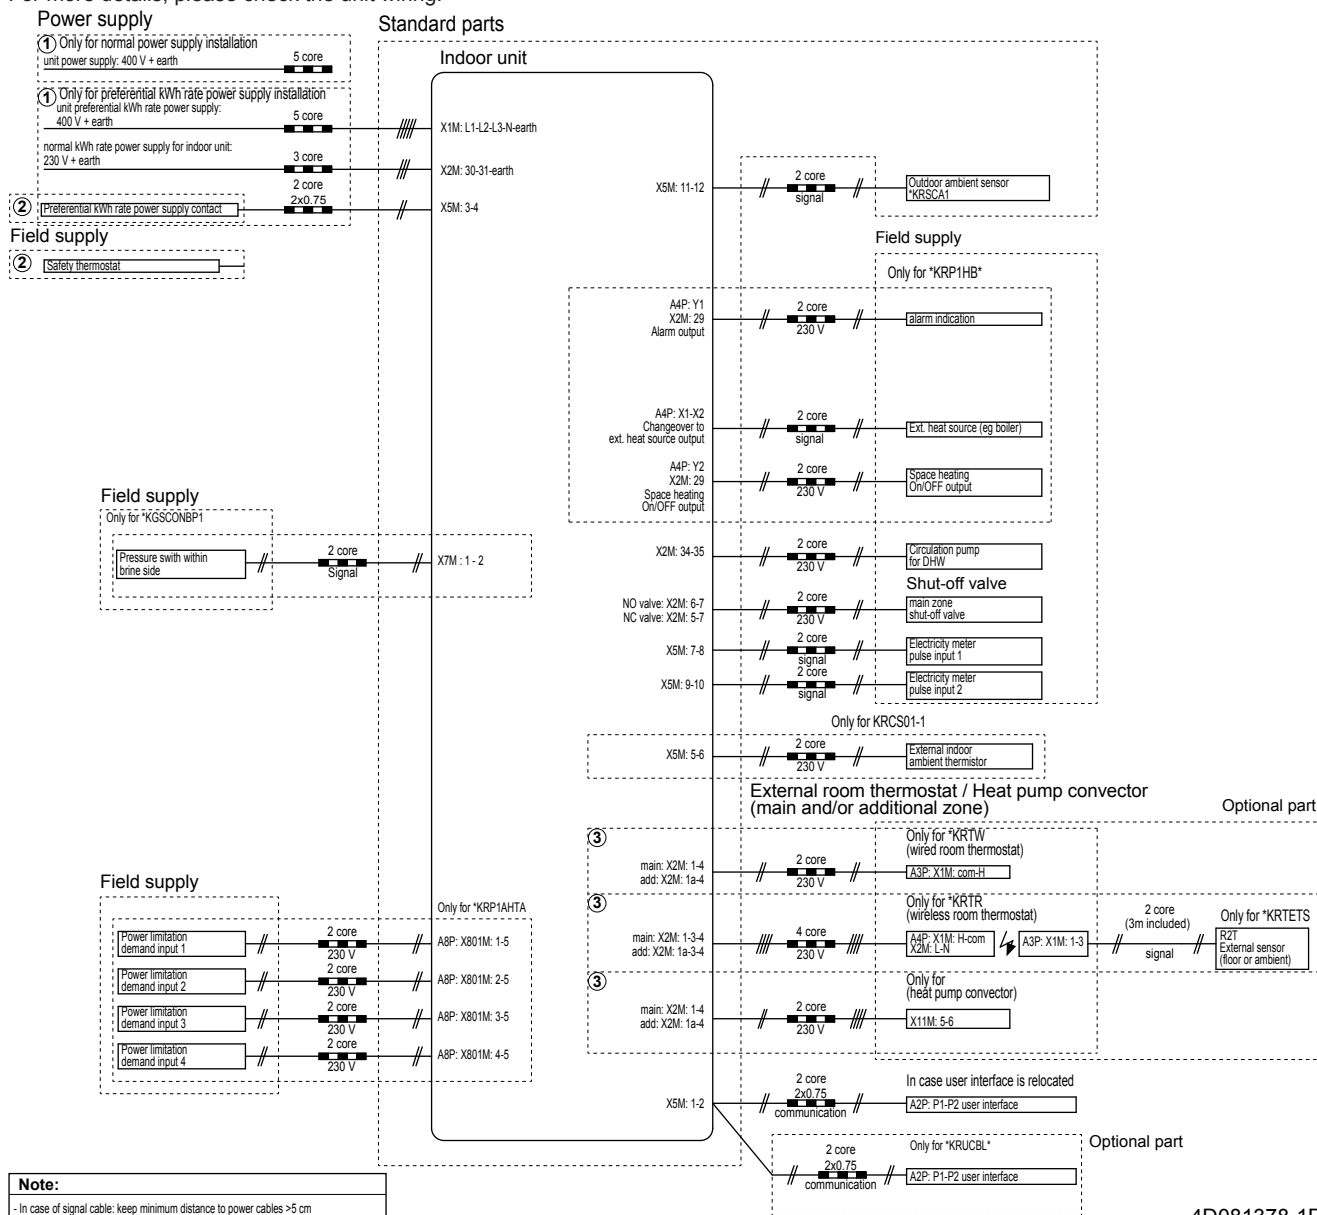 For more details, please check the unit wiring.
Power supply
① Only for normal power supply installation
unit power supply: 400 V + earth
5 core
① Only for preferential kWh rate power supply installation
unit preferential kWh rate power supply:
400 V + earth
5 core
normal kWh rate power supply for indoor unit:
230 V + earth
3 core
2 core
② Preferential kWh rate power supply contact
2x0.75
Field supply
② Safety thermostat
Standard parts
Indoor unit
X1M: L1-L2-L3-N-earth
X2M: 30-31-earth
X5M: 3-4
X5M: 11-12
2 core
signal
Outdoor ambient sensor
*KRSCA1
Field supply
Only for *KRP1HB*
A4P: Y1
X2M: 29
Alarm output
2 core
230 V
alarm indication
A4P: X1-X2
Changeover to
ext. heat source output
2 core
signal
Ext. heat source (eg boiler)
A4P: Y2
X2M: 29
Space heating
On/OFF output
2 core
230 V
Space heating
On/OFF output
Field supply
Only for *KGSCONBP1
Pressure swith within
brine side
2 core
Signal
X7M : 1 - 2
X2M: 34-35
2 core
230 V
Circulation pump
for DHW
Shut-off valve
NO valve: X2M: 6-7
NC valve: X2M: 5-7
2 core
230 V
main zone
shut-off valve
X5M: 7-8
2 core
signal
Electricity meter
pulse input 1
X5M: 9-10
2 core
signal
Electricity meter
pulse input 2
Only for KRCS01-1
X5M: 5-6
2 core
230 V
External indoor
ambient thermistor
External room thermostat / Heat pump convector
(main and/or additional zone)
Optional part
③
main: X2M: 1-4
add: X2M: 1a-4
2 core
230 V
Only for *KRTW
(wired room thermostat)
A3P: X1M: com-H
③
main: X2M: 1-3-4
add: X2M: 1a-3-4
4 core
230 V
Only for *KRTR
(wireless room thermostat)
A4P: X1M: H-com
X2M: L-N
A3P: X1M: 1-3
2 core
(3m included)
signal
Only for *KRTETS
R2T
External sensor
(floor or ambient)
③
main: X2M: 1-4
add: X2M: 1a-4
2 core
230 V
Only for
(heat pump convector)
X11M: 5-6
Field supply
Only for *KRP1AHTA
Power limitation
demand input 1
2 core
230 V
A8P: X801M: 1-5
Power limitation
demand input 2
2 core
230 V
A8P: X801M: 2-5
Power limitation
demand input 3
2 core
230 V
A8P: X801M: 3-5
Power limitation
demand input 4
2 core
230 V
A8P: X801M: 4-5
X5M: 1-2
2 core
2x0.75
communication
In case user interface is relocated
A2P: P1-P2 user interface
2 core
2x0.75
communication
Only for *KRUCBL*
A2P: P1-P2 user interface
Optional part
Note:
- In case of signal cable: keep minimum distance to power cables >5 cm